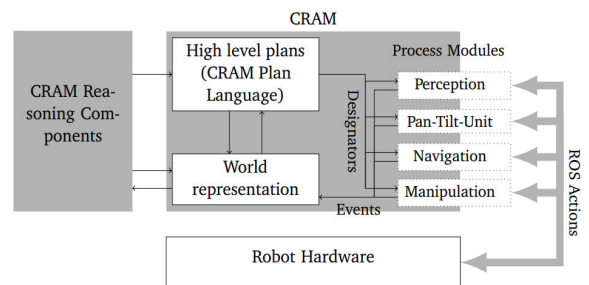 CRAM
High level plans
(CRAM Plan
Language)
Process Modules
CRAM Rea-
soning Com-
ponents
Designators
Perception
Pan-Tilt-Unit
Navigation
Manipulation
World
representation
Events
ROS Actions
Robot Hardware